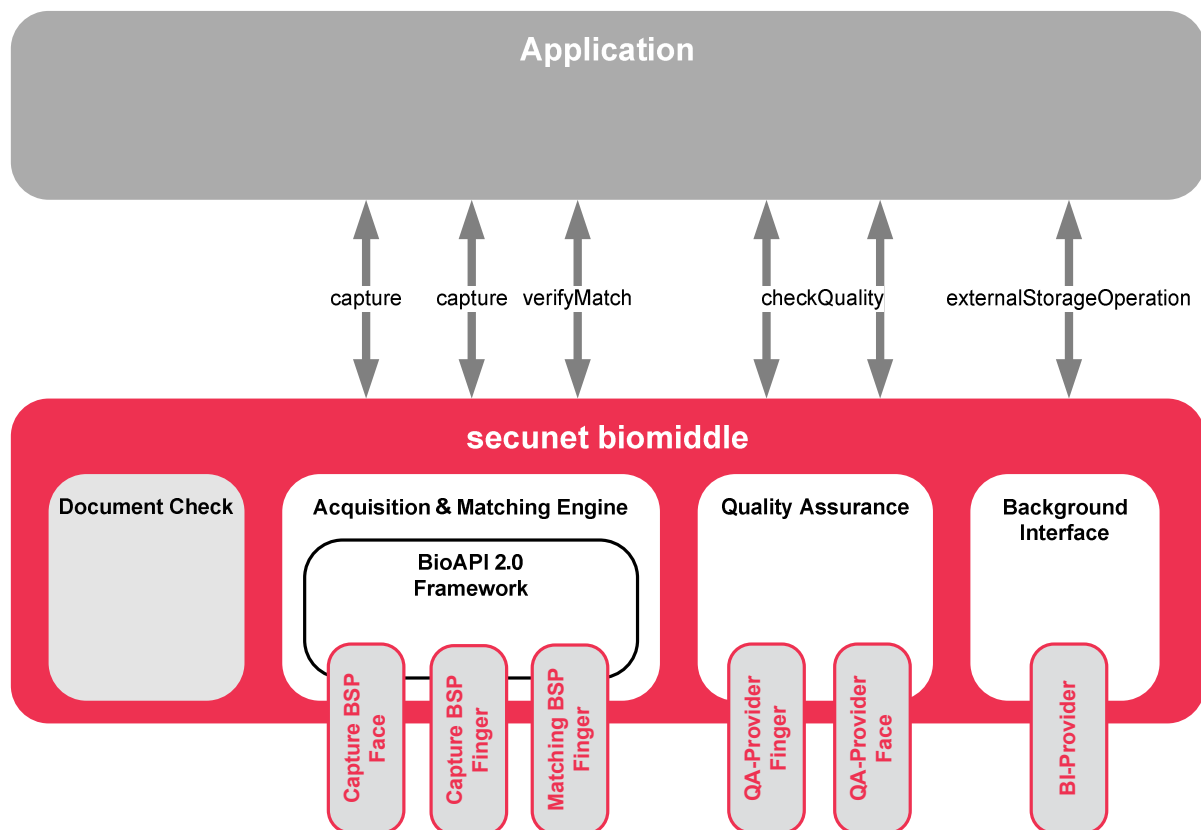 Application
capture
capture
verifyMatch
checkQuality
externalStorageOperation
secunet biomiddle
Document Check
Acquisition & Matching Engine
Quality Assurance
Background
Interface
BioAPI 2.0
Framework
Capture BSP
Face
Capture BSP
Finger
Matching BSP
Finger
QA-Provider
Finger
QA-Provider
Face
BI-Provider